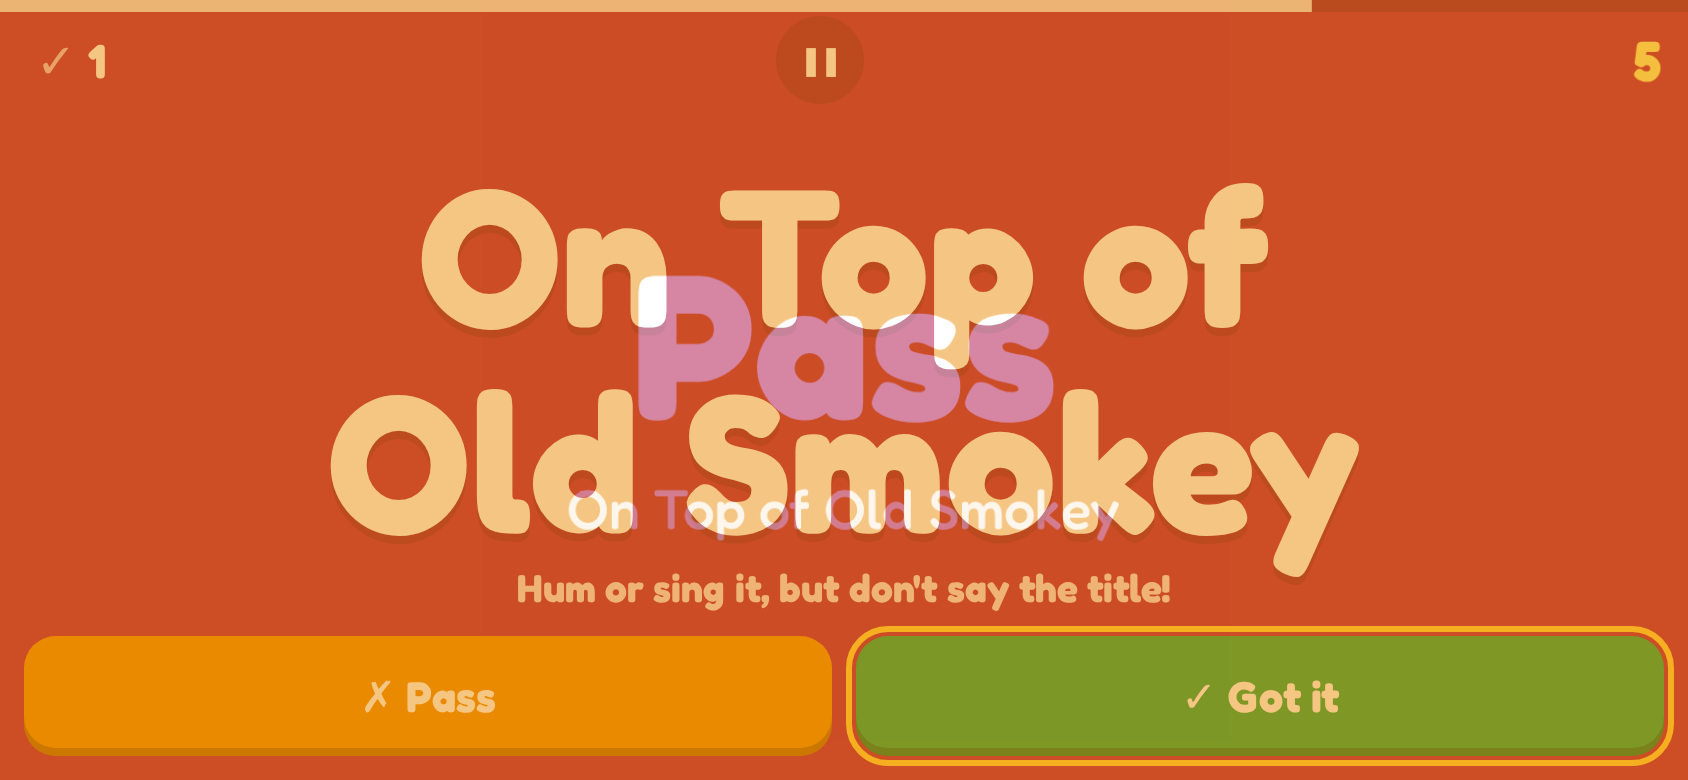 ✓ 1
5
On Top of
Old Smokey
Pass
On Top of Old Smokey
Hum or sing it, but don't say the title!
✗ Pass
✓ Got it